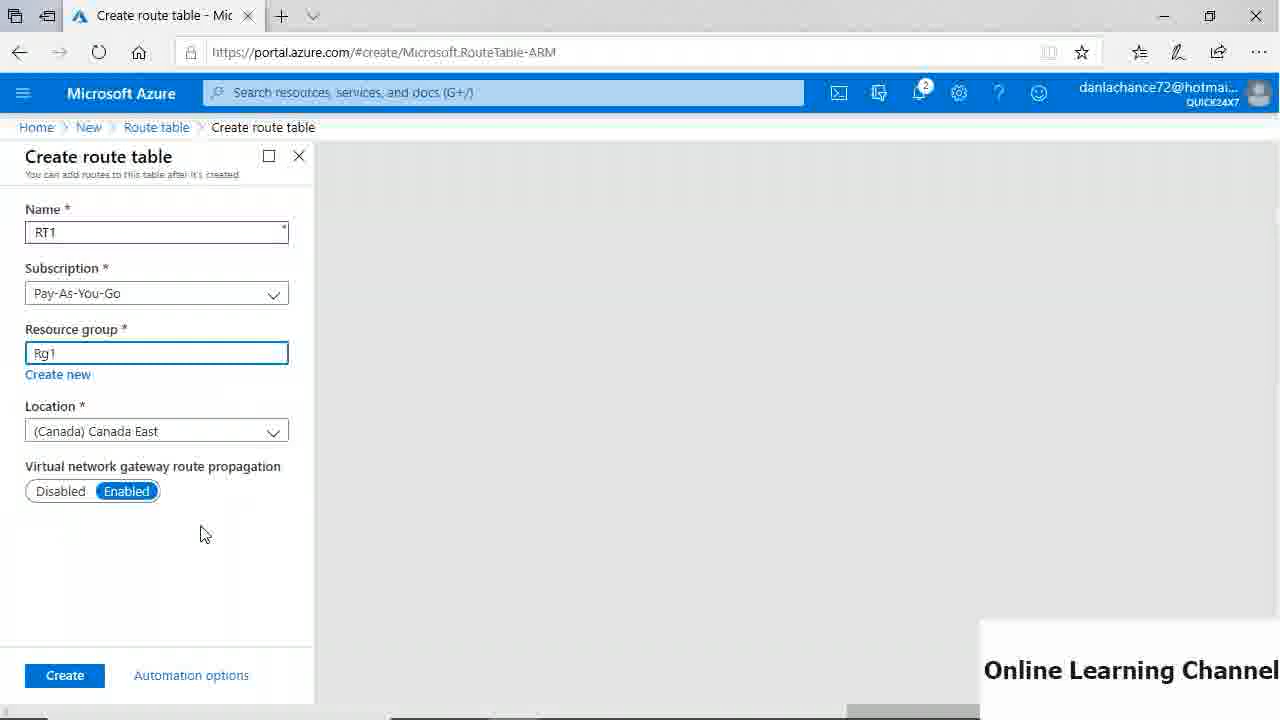 Create route table - Mic
https://portal.azure.com/#create/Microsoft.RouteTable-ARM
Microsoft Azure
Search resources, services, and docs (G+/)
2
danlachance72@hotmai...
QUICK24X7
Home > New > Route table > Create route table
Create route table
You can add routes to this table after it's created
Name *
RT1
Subscription *
Pay-As-You-Go
Resource group *
Rg1
Create new
Location *
(Canada) Canada East
Virtual network gateway route propagation
Disabled Enabled
Create Automation options
Online Learning Channel